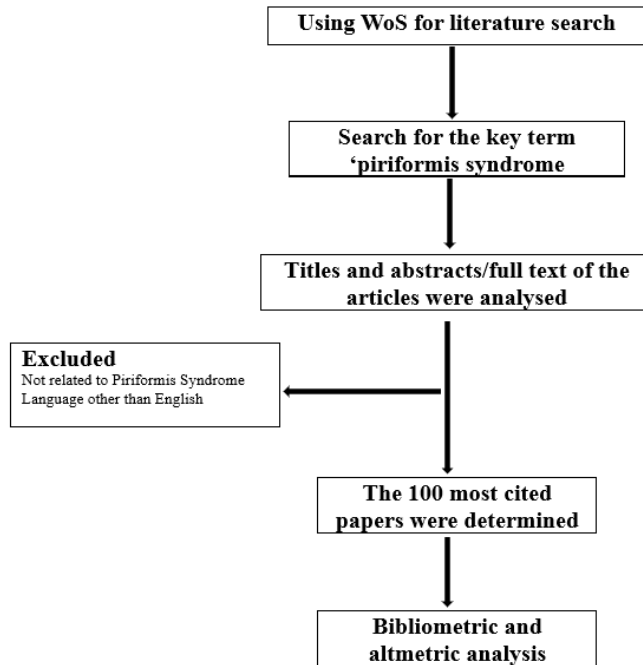 Using WoS for literature search
Search for the key term
‘piriformis syndrome
Titles and abstracts/full text of the
articles were analysed
Excluded
Not related to Piriformis Syndrome
Language other than English
The 100 most cited
papers were determined
Bibliometric and
altmetric analysis